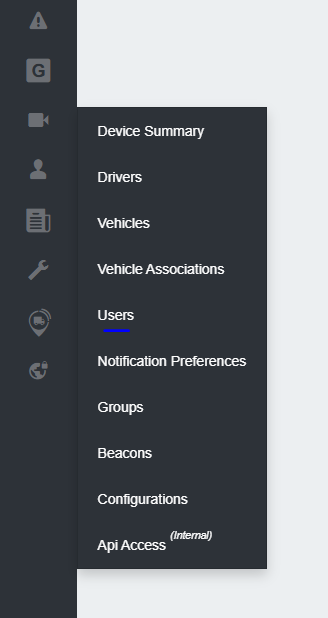 G
Device Summary
Drivers
Vehicles
Vehicle Associations
Users
Notification Preferences
Groups
Beacons
Configurations
Api Access (Internal)